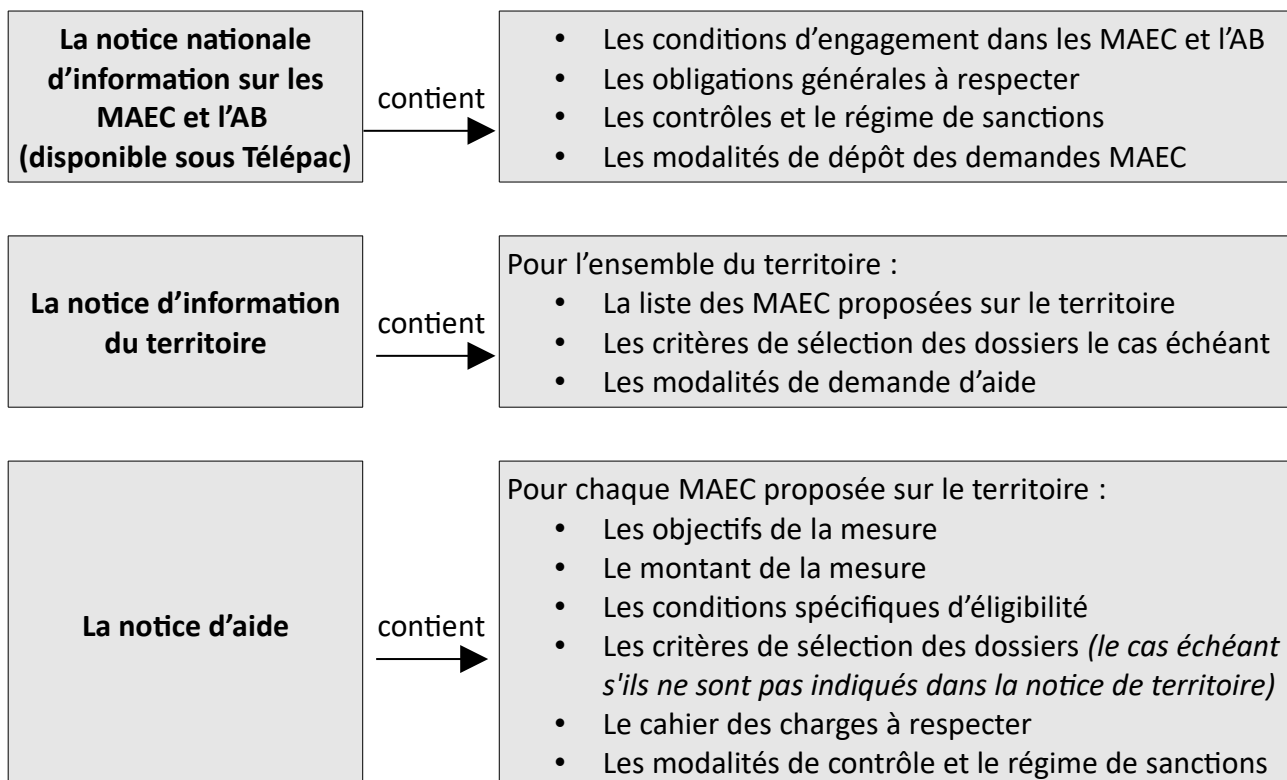 La notice nationale
d’information sur les
MAEC et l’AB
(disponible sous Télépac)
contient
• Les conditions d’engagement dans les MAEC et l’AB
• Les obligations générales à respecter
• Les contrôles et le régime de sanctions
• Les modalités de dépôt des demandes MAEC
La notice d’information
du territoire
contient
Pour l’ensemble du territoire :
• La liste des MAEC proposées sur le territoire
• Les critères de sélection des dossiers le cas échéant
• Les modalités de demande d’aide
La notice d’aide
contient
Pour chaque MAEC proposée sur le territoire :
• Les objectifs de la mesure
• Le montant de la mesure
• Les conditions spécifiques d’éligibilité
• Les critères de sélection des dossiers (le cas échéant
s'ils ne sont pas indiqués dans la notice de territoire)
• Le cahier des charges à respecter
• Les modalités de contrôle et le régime de sanctions